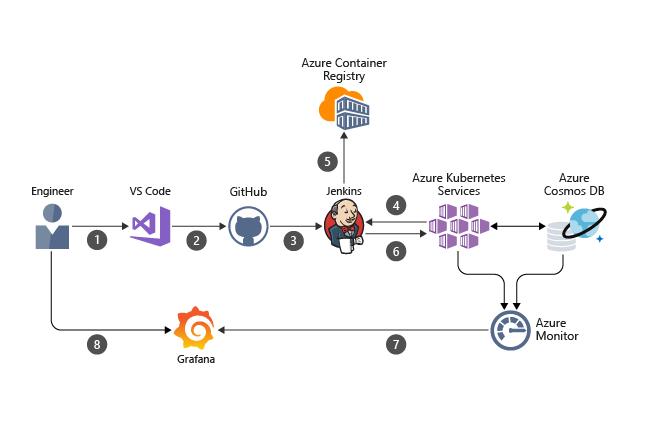 Azure Container
Registry
5
Engineer
VS Code
GitHub
Jenkins
Azure Kubernetes
Services
Azure
Cosmos DB
1
2
3
4
6
8
Grafana
7
Azure
Monitor